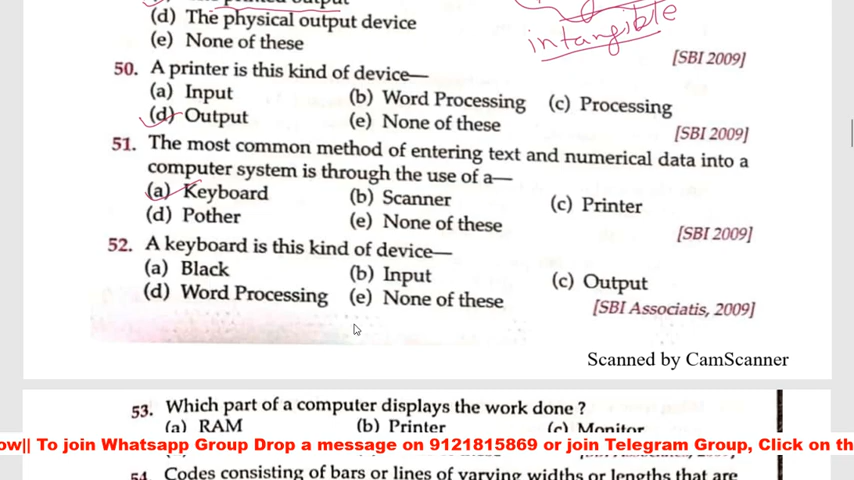 (d) The physical output device
(e) None of these
intangible
[SBI 2009]
50. A printer is this kind of device—
(a) Input (b) Word Processing (c) Processing
(d) Output (e) None of these
[SBI 2009]
51. The most common method of entering text and numerical data into a
computer system is through the use of a—
(a) Keyboard (b) Scanner (c) Printer
(d) Pother (e) None of these
[SBI 2009]
52. A keyboard is this kind of device—
(a) Black (b) Input (c) Output
(d) Word Processing (e) None of these
[SBI Associatis, 2009]
Scanned by CamScanner
53. Which part of a computer displays the work done ?
(a) RAM (b) Printer (c) Monitor
ow|| To join Whatsapp Group Drop a message on 9121815869 or join Telegram Group, Click on th
54. Codes consisting of bars or lines of varying widths or lengths that are